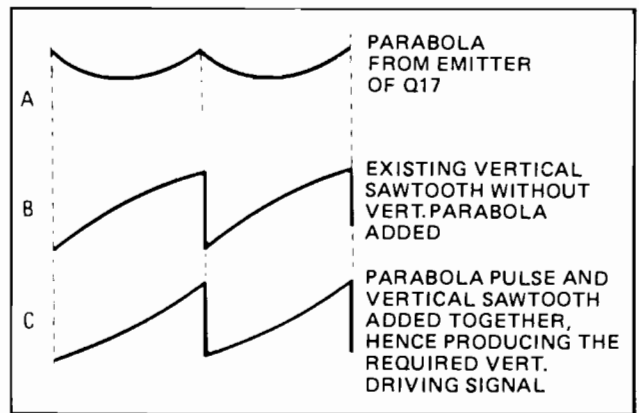 PARABOLA
FROM EMITTER
OF Q17
A
EXISTING VERTICAL
SAWTOOTH WITHOUT
VERT. PARABOLA
ADDED
B
PARABOLA PULSE AND
VERTICAL SAWTOOTH
ADDED TOGETHER,
HENCE PRODUCING THE
REQUIRED VERT.
DRIVING SIGNAL
C